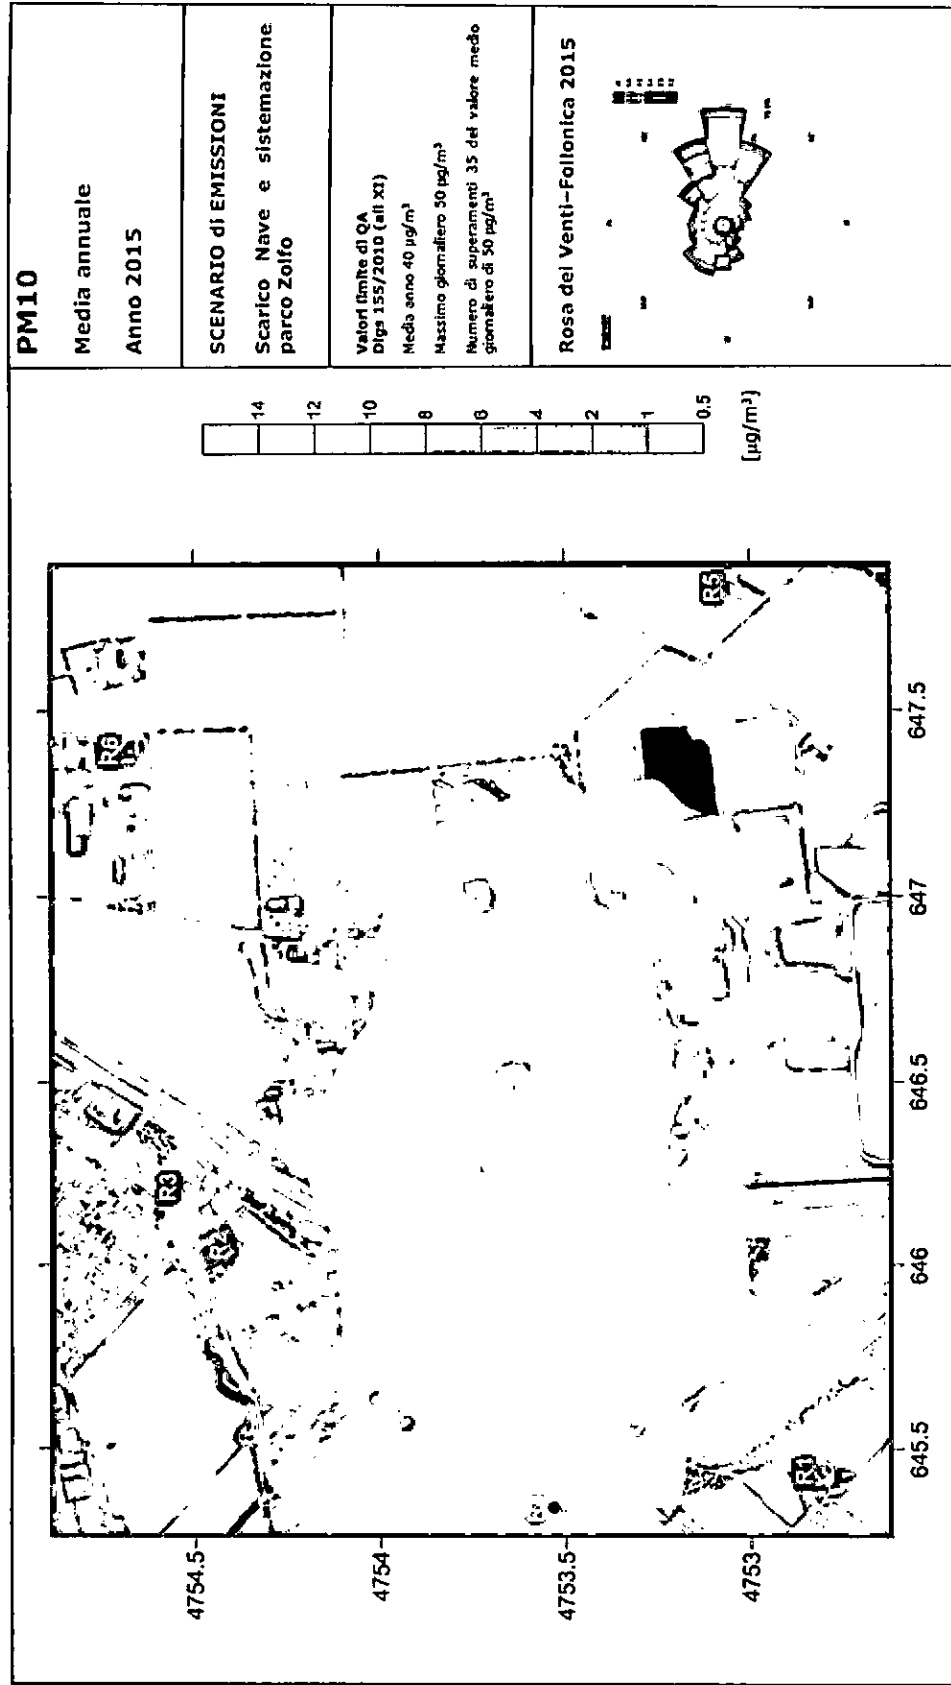 PM10
Media annuale
Anno 2015
SCENARIO di EMISSIONI
Scarico Nave e sistemazione
parco Zolfo
Valori limite di QA
Dlgs 155/2010 (all XI)
Media anno 40 µg/m³
Massimo giornaliero 50 µg/m³
Numero di superamenti 35 del valore medio
giornaliero di 50 µg/m³
Rosa dei Venti-Follonica 2015
14
12
10
8
6
4
2
1
0.5
[µg/m³]
R6
R5
R3
R4
R1
4754.5
4754
4753.5
4753
645.5
646
646.5
647
647.5